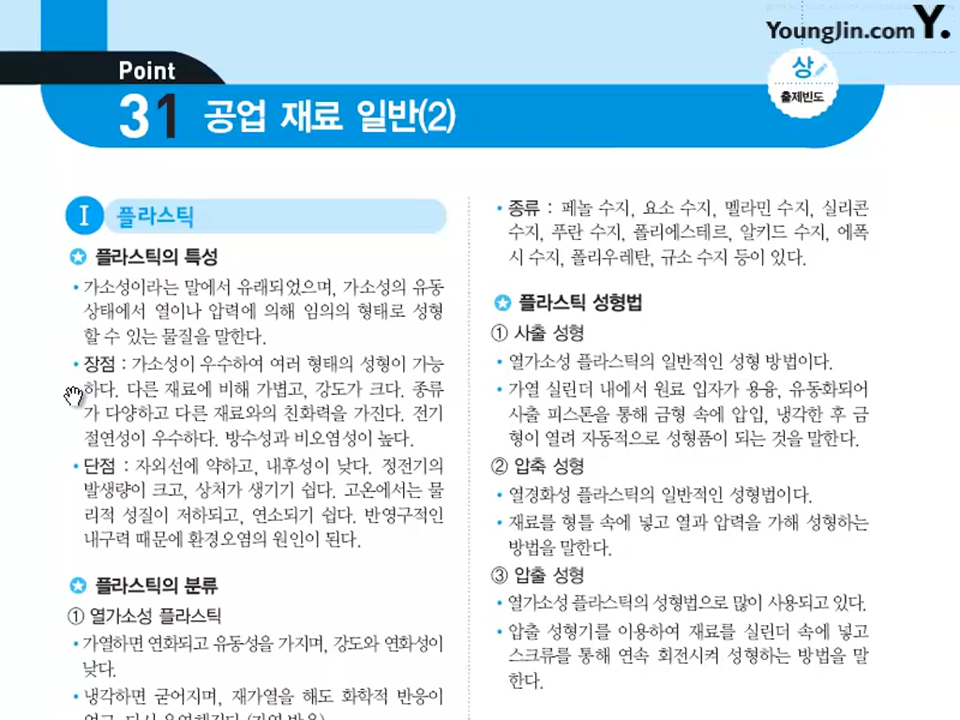 YoungJin.com Y.
Point
31 공업 재료 일반(2)
상
출제빈도
I 플라스틱
플라스틱의 특성
• 가소성이라는 말에서 유래되었으며, 가소성의 유동
상태에서 열이나 압력에 의해 임의의 형태로 성형
할 수 있는 물질을 말한다.
• 장점 : 가소성이 우수하여 여러 형태의 성형이 가능
하다. 다른 재료에 비해 가볍고, 강도가 크다. 종류
가 다양하고 다른 재료와의 친화력을 가진다. 전기
절연성이 우수하다. 방수성과 비오염성이 높다.
• 단점 : 자외선에 약하고, 내후성이 낮다. 정전기의
발생량이 크고, 상처가 생기기 쉽다. 고온에서는 물
리적 성질이 저하되고, 연소되기 쉽다. 반영구적인
내구력 때문에 환경오염의 원인이 된다.
플라스틱의 분류
① 열가소성 플라스틱
• 가열하면 연화되고 유동성을 가지며, 강도와 연화성이
낮다.
• 냉각하면 굳어지며, 재가열을 해도 화학적 반응이
• 종류 : 페놀 수지, 요소 수지, 멜라민 수지, 실리콘
수지, 푸란 수지, 폴리에스테르, 알키드 수지, 에폭
시 수지, 폴리우레탄, 규소 수지 등이 있다.
플라스틱 성형법
① 사출 성형
• 열가소성 플라스틱의 일반적인 성형 방법이다.
• 가열 실린더 내에서 원료 입자가 용융, 유동화되어
사출 피스톤을 통해 금형 속에 압입, 냉각한 후 금
형이 열려 자동적으로 성형품이 되는 것을 말한다.
② 압축 성형
• 열경화성 플라스틱의 일반적인 성형법이다.
• 재료를 형틀 속에 넣고 열과 압력을 가해 성형하는
방법을 말한다.
③ 압출 성형
• 열가소성 플라스틱의 성형법으로 많이 사용되고 있다.
• 압출 성형기를 이용하여 재료를 실린더 속에 넣고
스크류를 통해 연속 회전시켜 성형하는 방법을 말
한다.